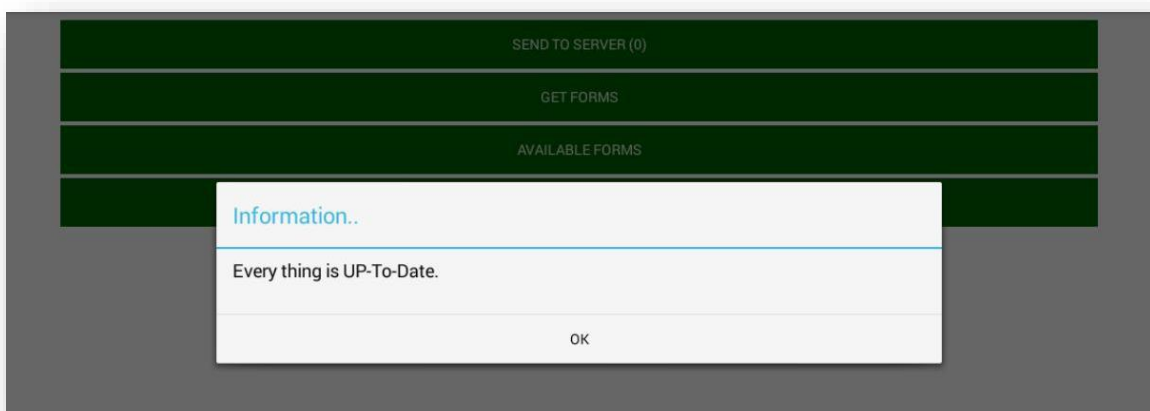 SEND TO SERVER (0)
GET FORMS
AVAILABLE FORMS
Information..
Every thing is UP-To-Date.
OK